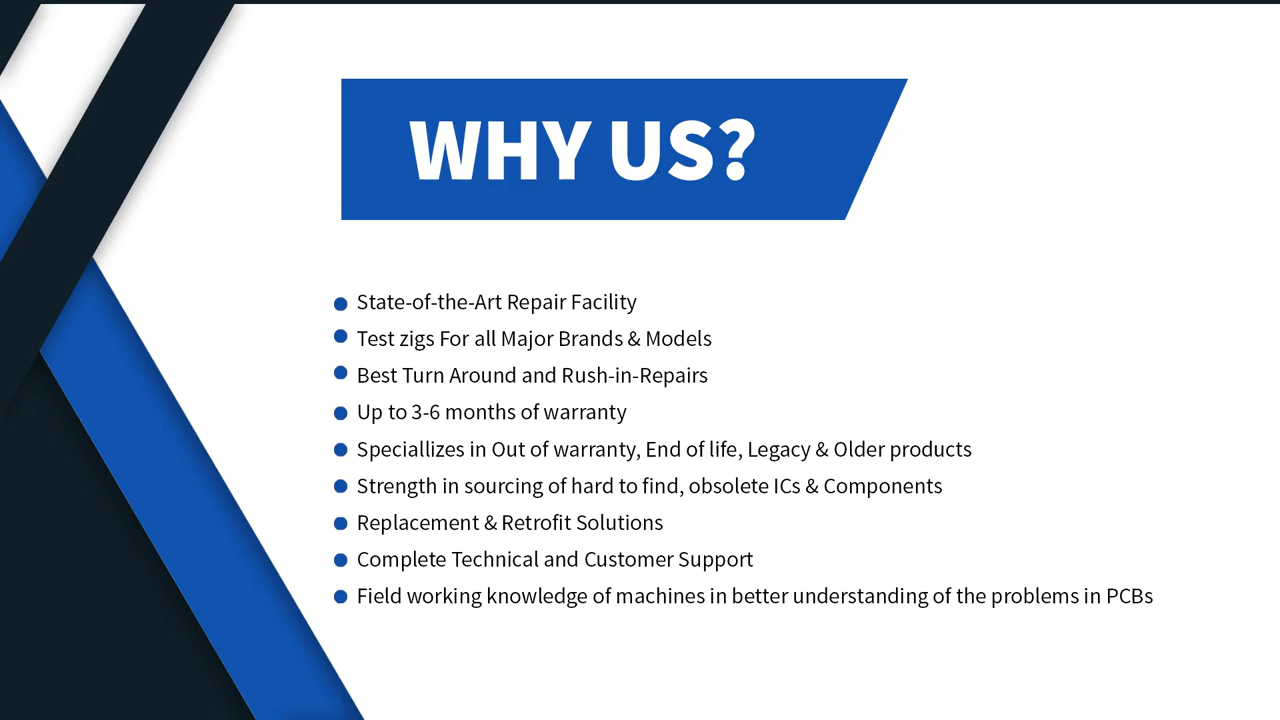 WHY US?
State-of-the-Art Repair Facility
Test zigs For all Major Brands & Models
Best Turn Around and Rush-in-Repairs
Up to 3-6 months of warranty
Speciallizes in Out of warranty, End of life, Legacy & Older products
Strength in sourcing of hard to find, obsolete ICs & Components
Replacement & Retrofit Solutions
Complete Technical and Customer Support
Field working knowledge of machines in better understanding of the problems in PCBs